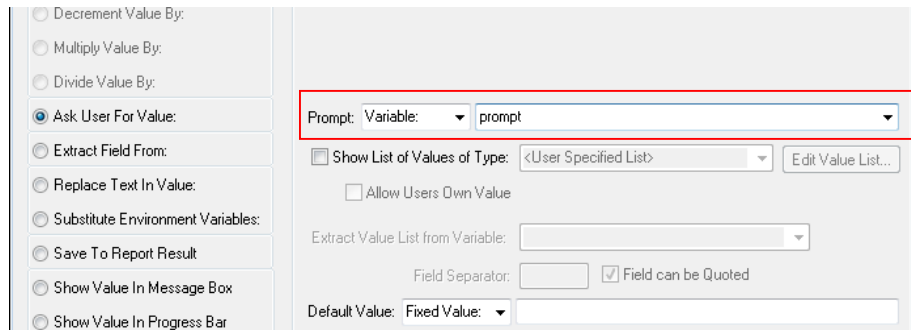 Decrement Value By:
Multiply Value By:
Divide Value By:
Ask User For Value:
Extract Field From:
Replace Text In Value:
Substitute Environment Variables:
Save To Report Result
Show Value In Message Box
Show Value In Progress Bar
Prompt: Variable: prompt
Show List of Values of Type: <User Specified List> Edit Value List...
Allow Users Own Value
Extract Value List from Variable:
Field Separator: Field can be Quoted
Default Value: Fixed Value: